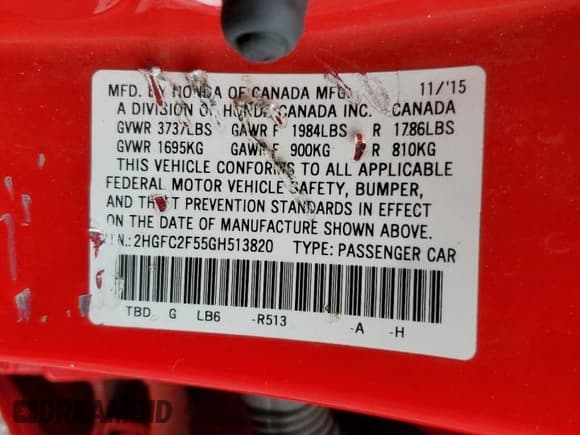 MFD. BY HONDA OF CANADA MFG. 11/'15
A DIVISION OF HONDA CANADA INC. CANADA
GVWR 3737LBS GAWR F 1984LBS R 1786LBS
GVWR 1695KG GAWR F 900KG R 810KG
THIS VEHICLE CONFORMS TO ALL APPLICABLE
FEDERAL MOTOR VEHICLE SAFETY, BUMPER,
AND THEFT PREVENTION STANDARDS IN EFFECT
ON THE DATE OF MANUFACTURE SHOWN ABOVE.
V.I.N.:2HGFC2F55GH513820 TYPE: PASSENGER CAR
TBD G LB6 -R513 -A -H
DREAMBID